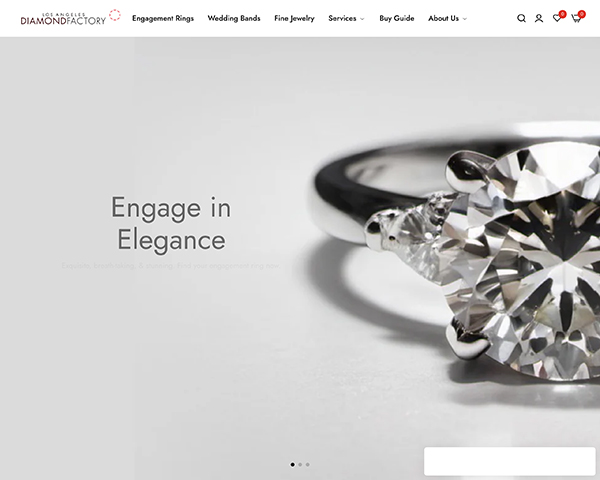 LOS ANGELES
DIAMONDFACTORY
Engagement Rings
Wedding Bands
Fine Jewelry
Services
Buy Guide
About Us
0
0
Engage in
Elegance